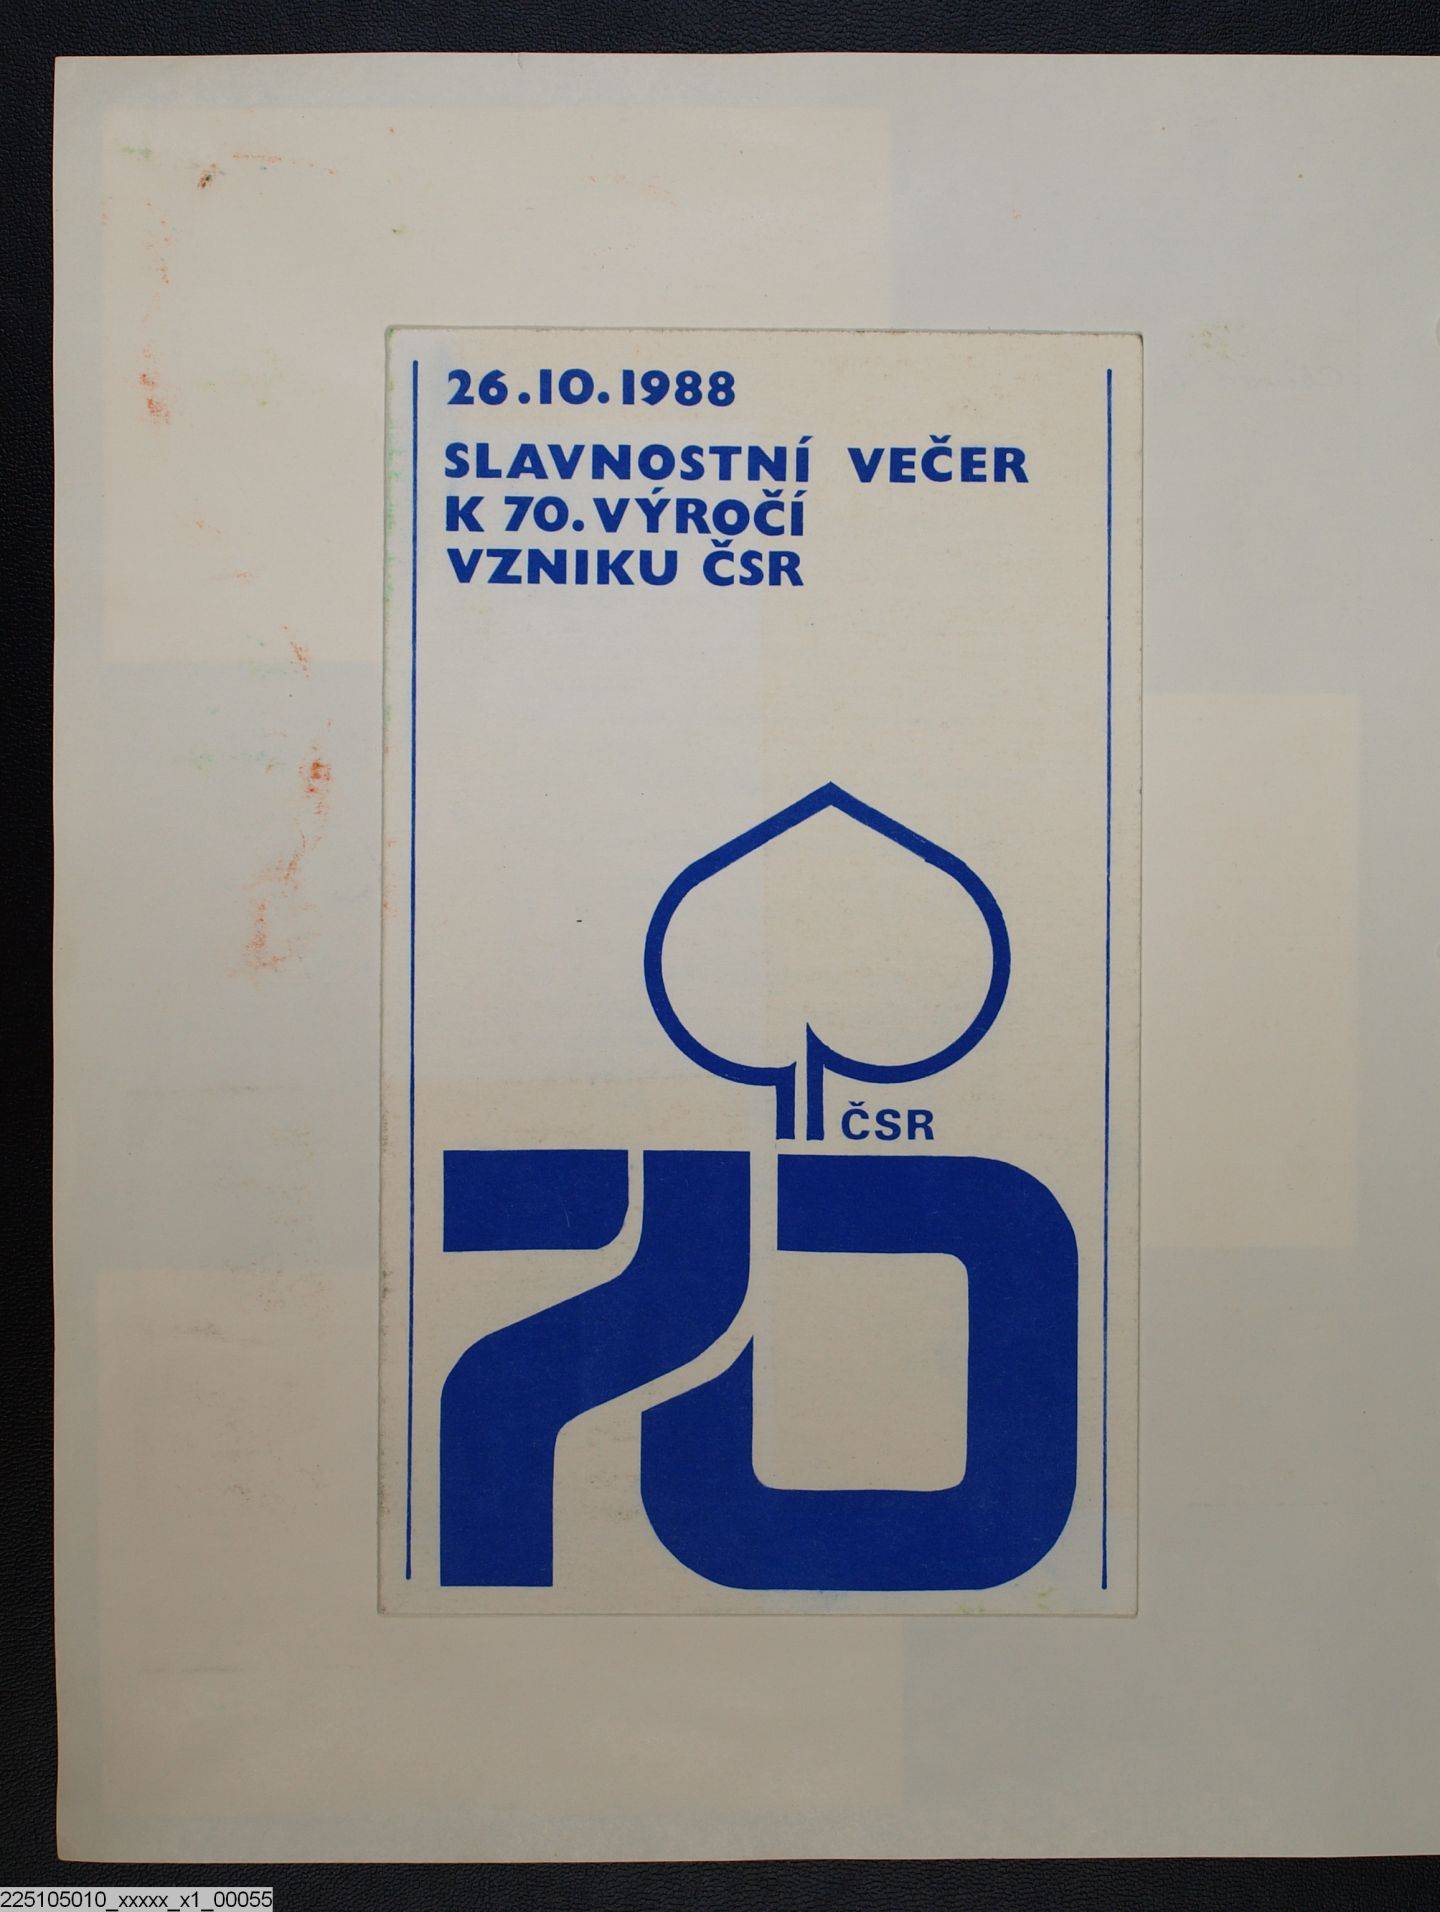 26.10.1988
SLAVNOSTNÍ VEČER
K 70. VÝROČÍ
VZNIKU ČSR
ČSR
70
225105010_xxxxx_x1_00055